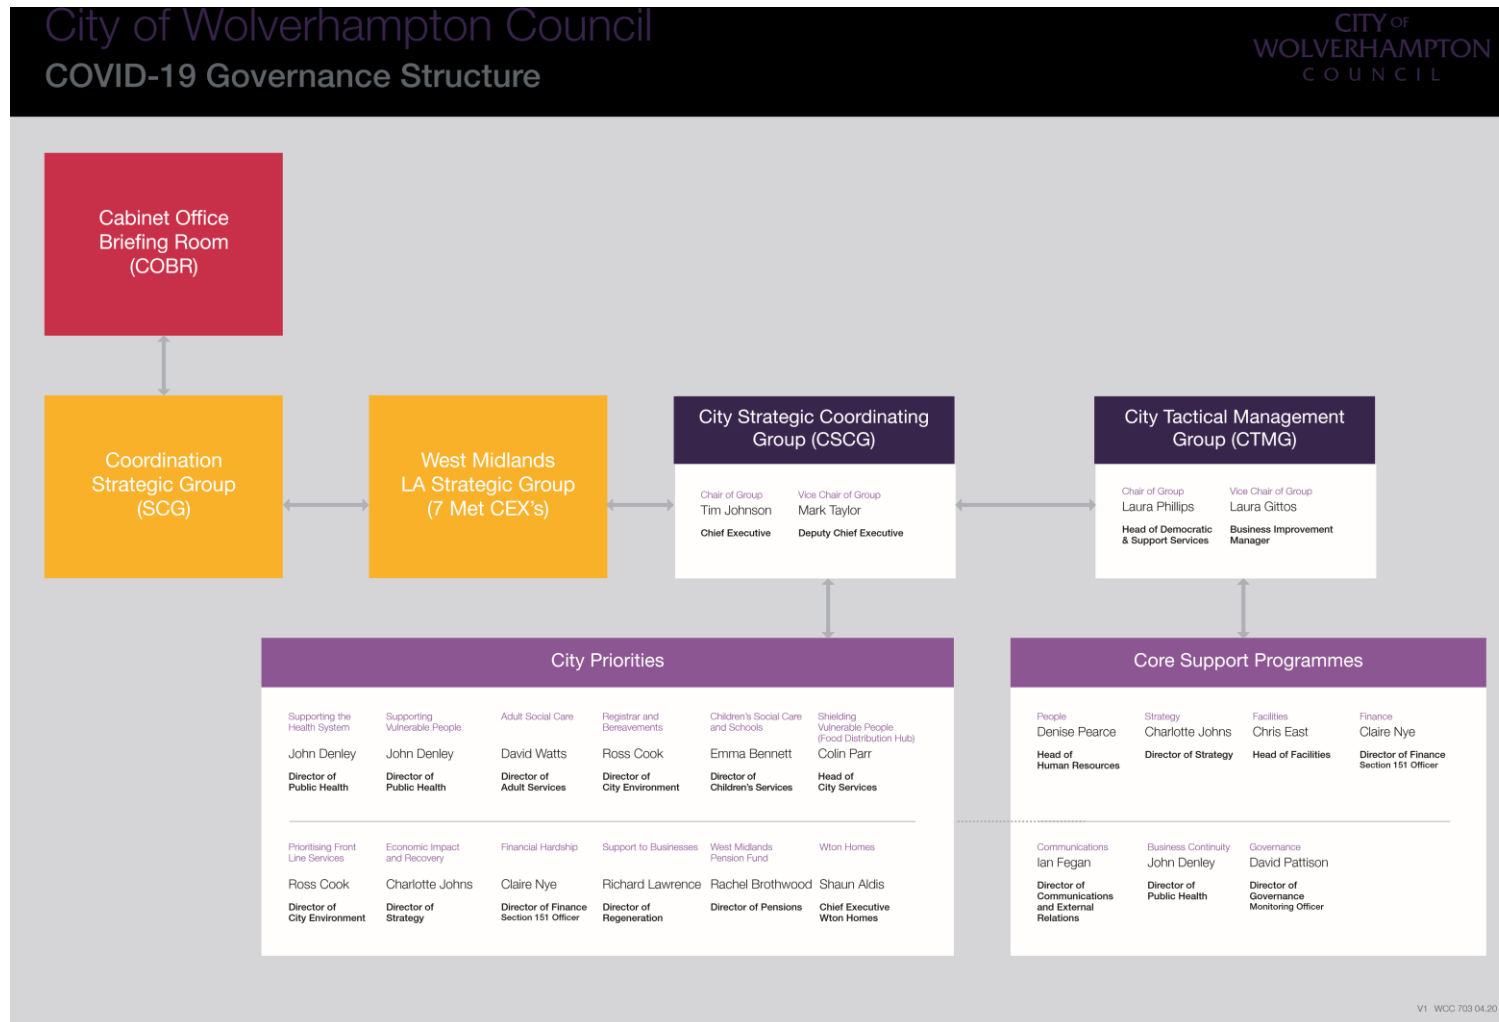 City of Wolverhampton Council
COVID-19 Governance Structure
CITY OF
WOLVERHAMPTON
COUNCIL
Cabinet Office
Briefing Room
(COBR)
Coordination
Strategic Group
(SCG)
West Midlands
LA Strategic Group
(7 Met CEX's)
City Strategic Coordinating
Group (CSCG)
Chair of Group
Tim Johnson
Chief Executive
Vice Chair of Group
Mark Taylor
Deputy Chief Executive
City Tactical Management
Group (CTMG)
Chair of Group
Laura Phillips
Head of Democratic
& Support Services
Vice Chair of Group
Laura Gittos
Business Improvement
Manager
City Priorities
Supporting the
Health System
John Denley
Director of
Public Health
Supporting
Vulnerable People
John Denley
Director of
Public Health
Adult Social Care
David Watts
Director of
Adult Services
Registrar and
Bereavements
Ross Cook
Director of
City Environment
Children's Social Care
and Schools
Emma Bennett
Director of
Children's Services
Shielding
Vulnerable People
(Food Distribution Hub)
Colin Parr
Head of
City Services
Prioritising Front
Line Services
Ross Cook
Director of
City Environment
Economic Impact
and Recovery
Charlotte Johns
Director of
Strategy
Financial Hardship
Claire Nye
Director of Finance
Section 151 Officer
Support to Businesses
Richard Lawrence
Director of
Regeneration
West Midlands
Pension Fund
Rachel Brothwood
Director of Pensions
Wton Homes
Shaun Aldis
Chief Executive
Wton Homes
Core Support Programmes
People
Denise Pearce
Head of
Human Resources
Strategy
Charlotte Johns
Director of Strategy
Facilities
Chris East
Head of Facilities
Finance
Claire Nye
Director of Finance
Section 151 Officer
Communications
Ian Fegan
Director of
Communications
and External
Relations
Business Continuity
John Denley
Director of
Public Health
Governance
David Pattison
Director of
Governance
Monitoring Officer
V1 WCC 703 04.20